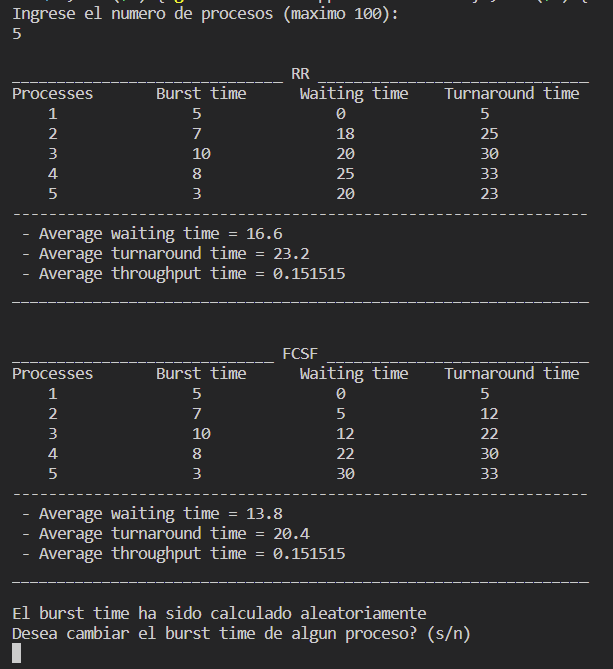 Ingrese el numero de procesos (maximo 100):
5
______________________________ RR ______________________________
Processes Burst time Waiting time Turnaround time
1 5 0 5
2 7 18 25
3 10 20 30
4 8 25 33
5 3 20 23
----------------------------------------------------------------
- Average waiting time = 16.6
- Average turnaround time = 23.2
- Average throughput time = 0.151515
________________________________________________________________
_____________________________ FCSF _____________________________
Processes Burst time Waiting time Turnaround time
1 5 0 5
2 7 5 12
3 10 12 22
4 8 22 30
5 3 30 33
----------------------------------------------------------------
- Average waiting time = 13.8
- Average turnaround time = 20.4
- Average throughput time = 0.151515
________________________________________________________________
El burst time ha sido calculado aleatoriamente
Desea cambiar el burst time de algun proceso? (s/n)